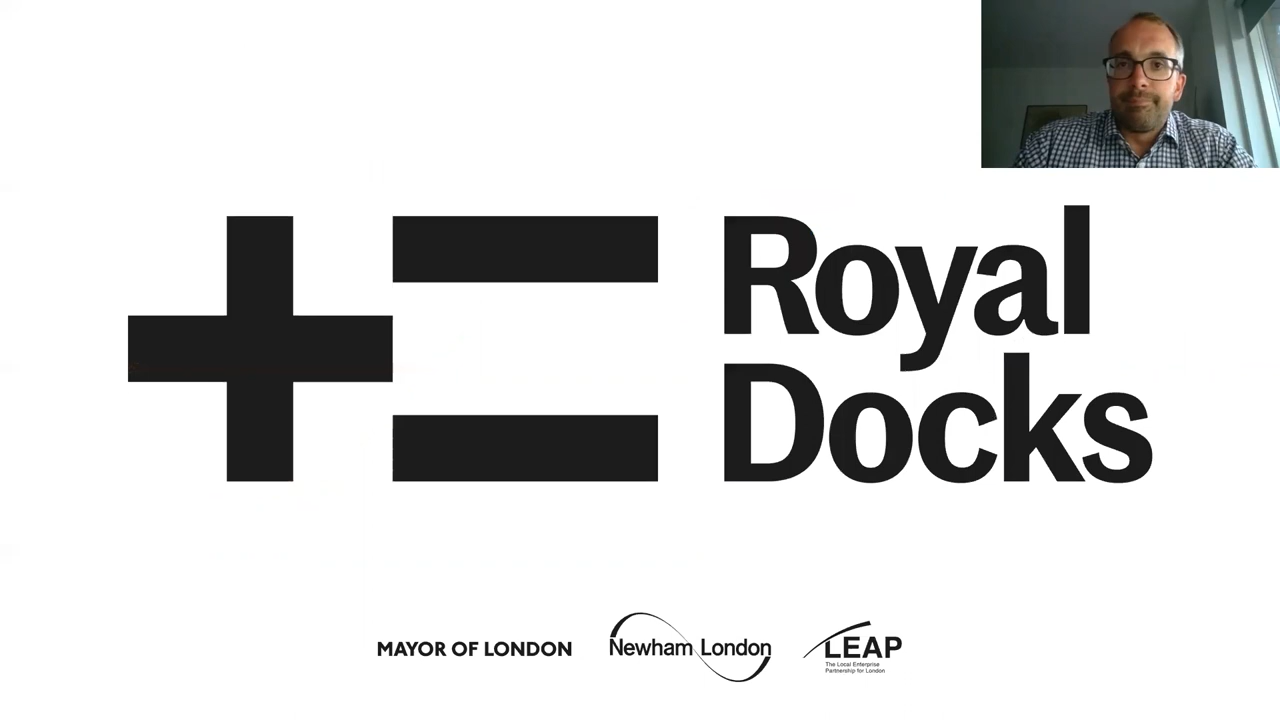 Royal
Docks
MAYOR OF LONDON
Newham London
LEAP
The Local Enterprise
Partnership for London